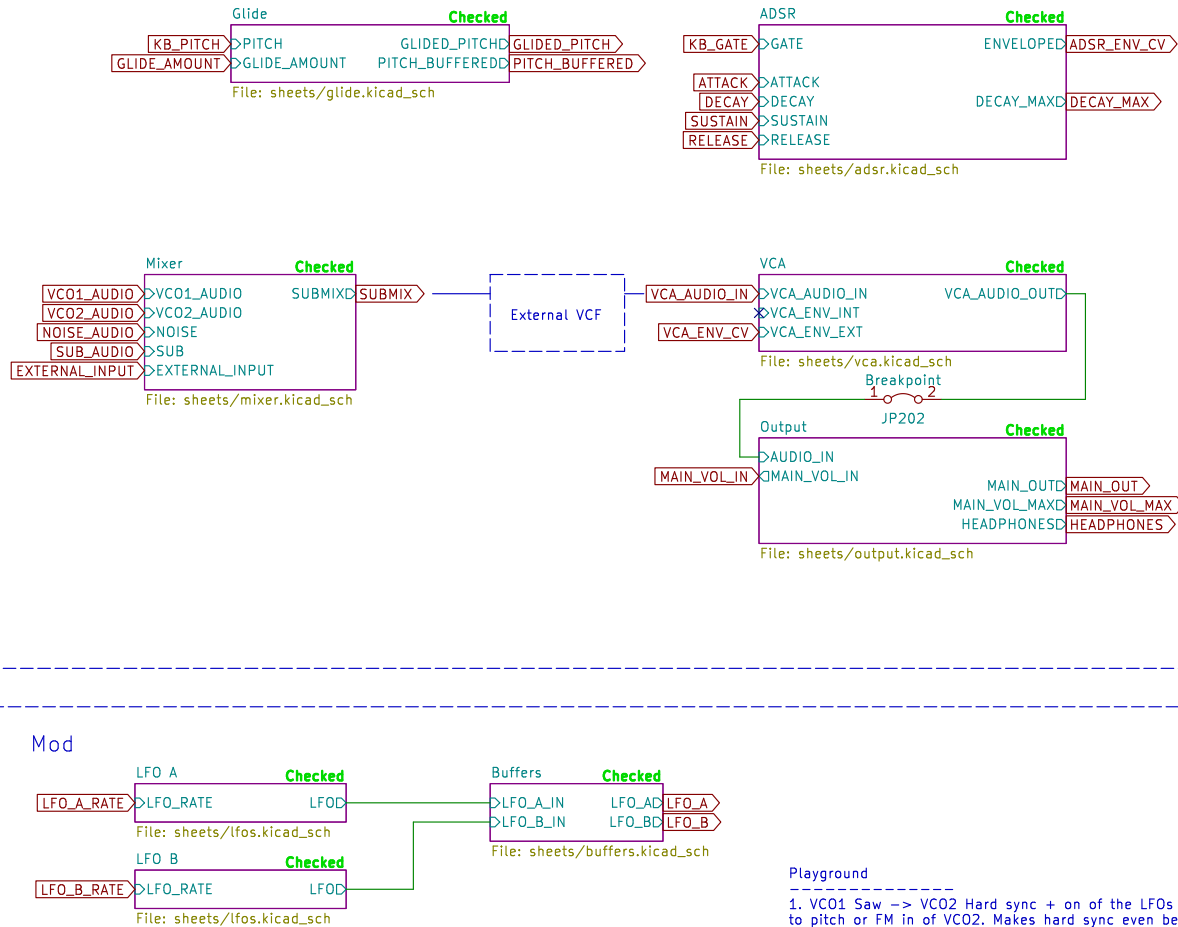 Glide Checked
KB_PITCH PITCH GLIDED_PITCH GLIDED_PITCH
GLIDE_AMOUNT GLIDE_AMOUNT PITCH_BUFFERED PITCH_BUFFERED
File: sheets/glide.kicad_sch
ADSR Checked
KB_GATE GATE ENVELOPE ADSR_ENV_CV
ATTACK ATTACK
DECAY DECAY DECAY_MAX DECAY_MAX
SUSTAIN SUSTAIN
RELEASE RELEASE
File: sheets/adsr.kicad_sch
Mixer Checked
VCO1_AUDIO VCO1_AUDIO SUBMIX SUBMIX
VCO2_AUDIO VCO2_AUDIO
NOISE_AUDIO NOISE
SUB_AUDIO SUB
EXTERNAL_INPUT EXTERNAL_INPUT
File: sheets/mixer.kicad_sch
External VCF
VCA Checked
VCA_AUDIO_IN VCA_AUDIO_IN VCA_AUDIO_OUT
VCA_ENV_INT
VCA_ENV_CV VCA_ENV_EXT
File: sheets/vca.kicad_sch
Breakpoint
1 2
JP202
Output Checked
AUDIO_IN
MAIN_VOL_IN MAIN_VOL_IN
MAIN_OUT MAIN_OUT
MAIN_VOL_MAX MAIN_VOL_MAX
HEADPHONES HEADPHONES
File: sheets/output.kicad_sch
Mod
LFO A Checked
LFO_A_RATE LFO_RATE LFO
File: sheets/lfos.kicad_sch
LFO B Checked
LFO_B_RATE LFO_RATE LFO
File: sheets/lfos.kicad_sch
Buffers Checked
LFO_A_IN LFO_A LFO_A
LFO_B_IN LFO_B LFO_B
File: sheets/buffers.kicad_sch
Playground
---------------
1. VCO1 Saw -> VCO2 Hard sync + on of the LFOs
to pitch or FM in of VCO2. Makes hard sync even be